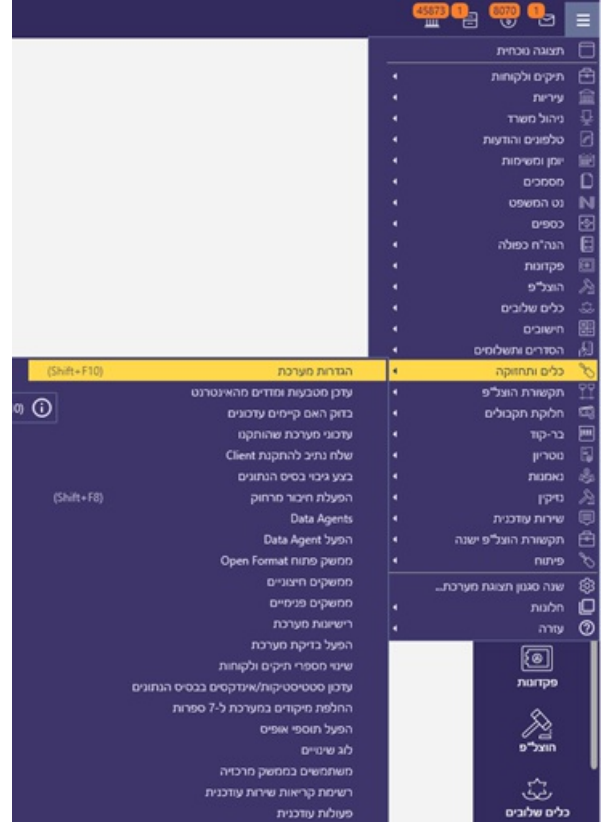 45873
1
8070
1
תצוגה נוכחית
תיקים ולקוחות
עיריות
ניהול משרד
טלפונים והודעות
יומן ומשימות
מסמכים
נט המשפט
כספים
הנה"ח כפולה
פקדונות
הוצל"פ
כלים שלובים
חישובים
הסדרים ותשלומים
כלים ותחזוקה
תקשורת הוצל"פ
חלוקת תקבולים
בר-קוד
נוטריון
נאמנות
נזיקין
שירות עודכנית
תקשורת הוצל"פ ישנה
פיתוח
שנה סגנון תצוגת מערכת...
חלונות
עזרה
הגדרות מערכת (Shift+F10)
עדכן מטבעות ומדדים מהאינטרנט
בדוק האם קיימים עדכונים
עדכוני מערכת שהותקנו
שלח נתיב להתקנת Client
בצע גיבוי בסיס הנתונים
הפעלת חיבור מרחוק (Shift+F8)
Data Agents
הפעל Data Agent
ממשק פתוח Open Format
ממשקים חיצוניים
ממשקים פנימיים
רישיונות מערכת
הפעל בדיקת מערכת
שינוי מספרי תיקים ולקוחות
עדכון סטטיסטיקות/אינדקסים בבסיס הנתונים
החלפת מיקודים במערכת ל-7 ספרות
הפעל תוספי אופיס
לוג שינויים
משתמשים בממשק מרכזיה
רשימת קריאות שירות עודכנית
פעולות עודכנית
פקדונות
הוצל"פ
כלים שלובים